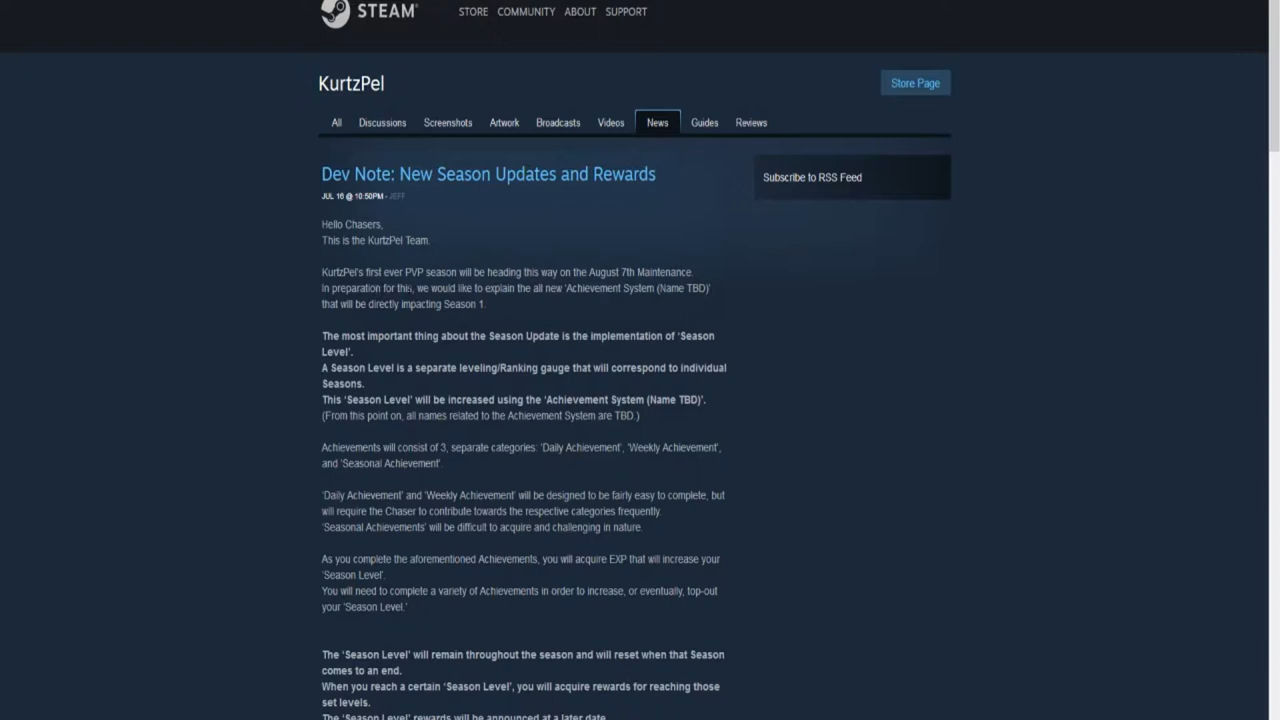 STEAM®
STORE COMMUNITY ABOUT SUPPORT
KurtzPel
Store Page
All Discussions Screenshots Artwork Broadcasts Videos News Guides Reviews
Dev Note: New Season Updates and Rewards
JUL 16 @ 10:50PM - JEFF
Subscribe to RSS Feed
Hello Chasers,
This is the KurtzPel Team.
KurtzPel's first ever PVP season will be heading this way on the August 7th Maintenance.
In preparation for this, we would like to explain the all new 'Achievement System (Name TBD)'
that will be directly impacting Season 1.
The most important thing about the Season Update is the implementation of 'Season
Level'.
A Season Level is a separate leveling/Ranking gauge that will correspond to individual
Seasons.
This 'Season Level' will be increased using the 'Achievement System (Name TBD)'.
(From this point on, all names related to the Achievement System are TBD.)
Achievements will consist of 3, separate categories: 'Daily Achievement', 'Weekly Achievement',
and 'Seasonal Achievement'.
'Daily Achievement' and 'Weekly Achievement' will be designed to be fairly easy to complete, but
will require the Chaser to contribute towards the respective categories frequently.
'Seasonal Achievements' will be difficult to acquire and challenging in nature.
As you complete the aforementioned Achievements, you will acquire EXP that will increase your
'Season Level'.
You will need to complete a variety of Achievements in order to increase, or eventually, top-out
your 'Season Level.'
The 'Season Level' will remain throughout the season and will reset when that Season
comes to an end.
When you reach a certain 'Season Level', you will acquire rewards for reaching those
set levels.
The 'Season Level' rewards will be announced at a later date.